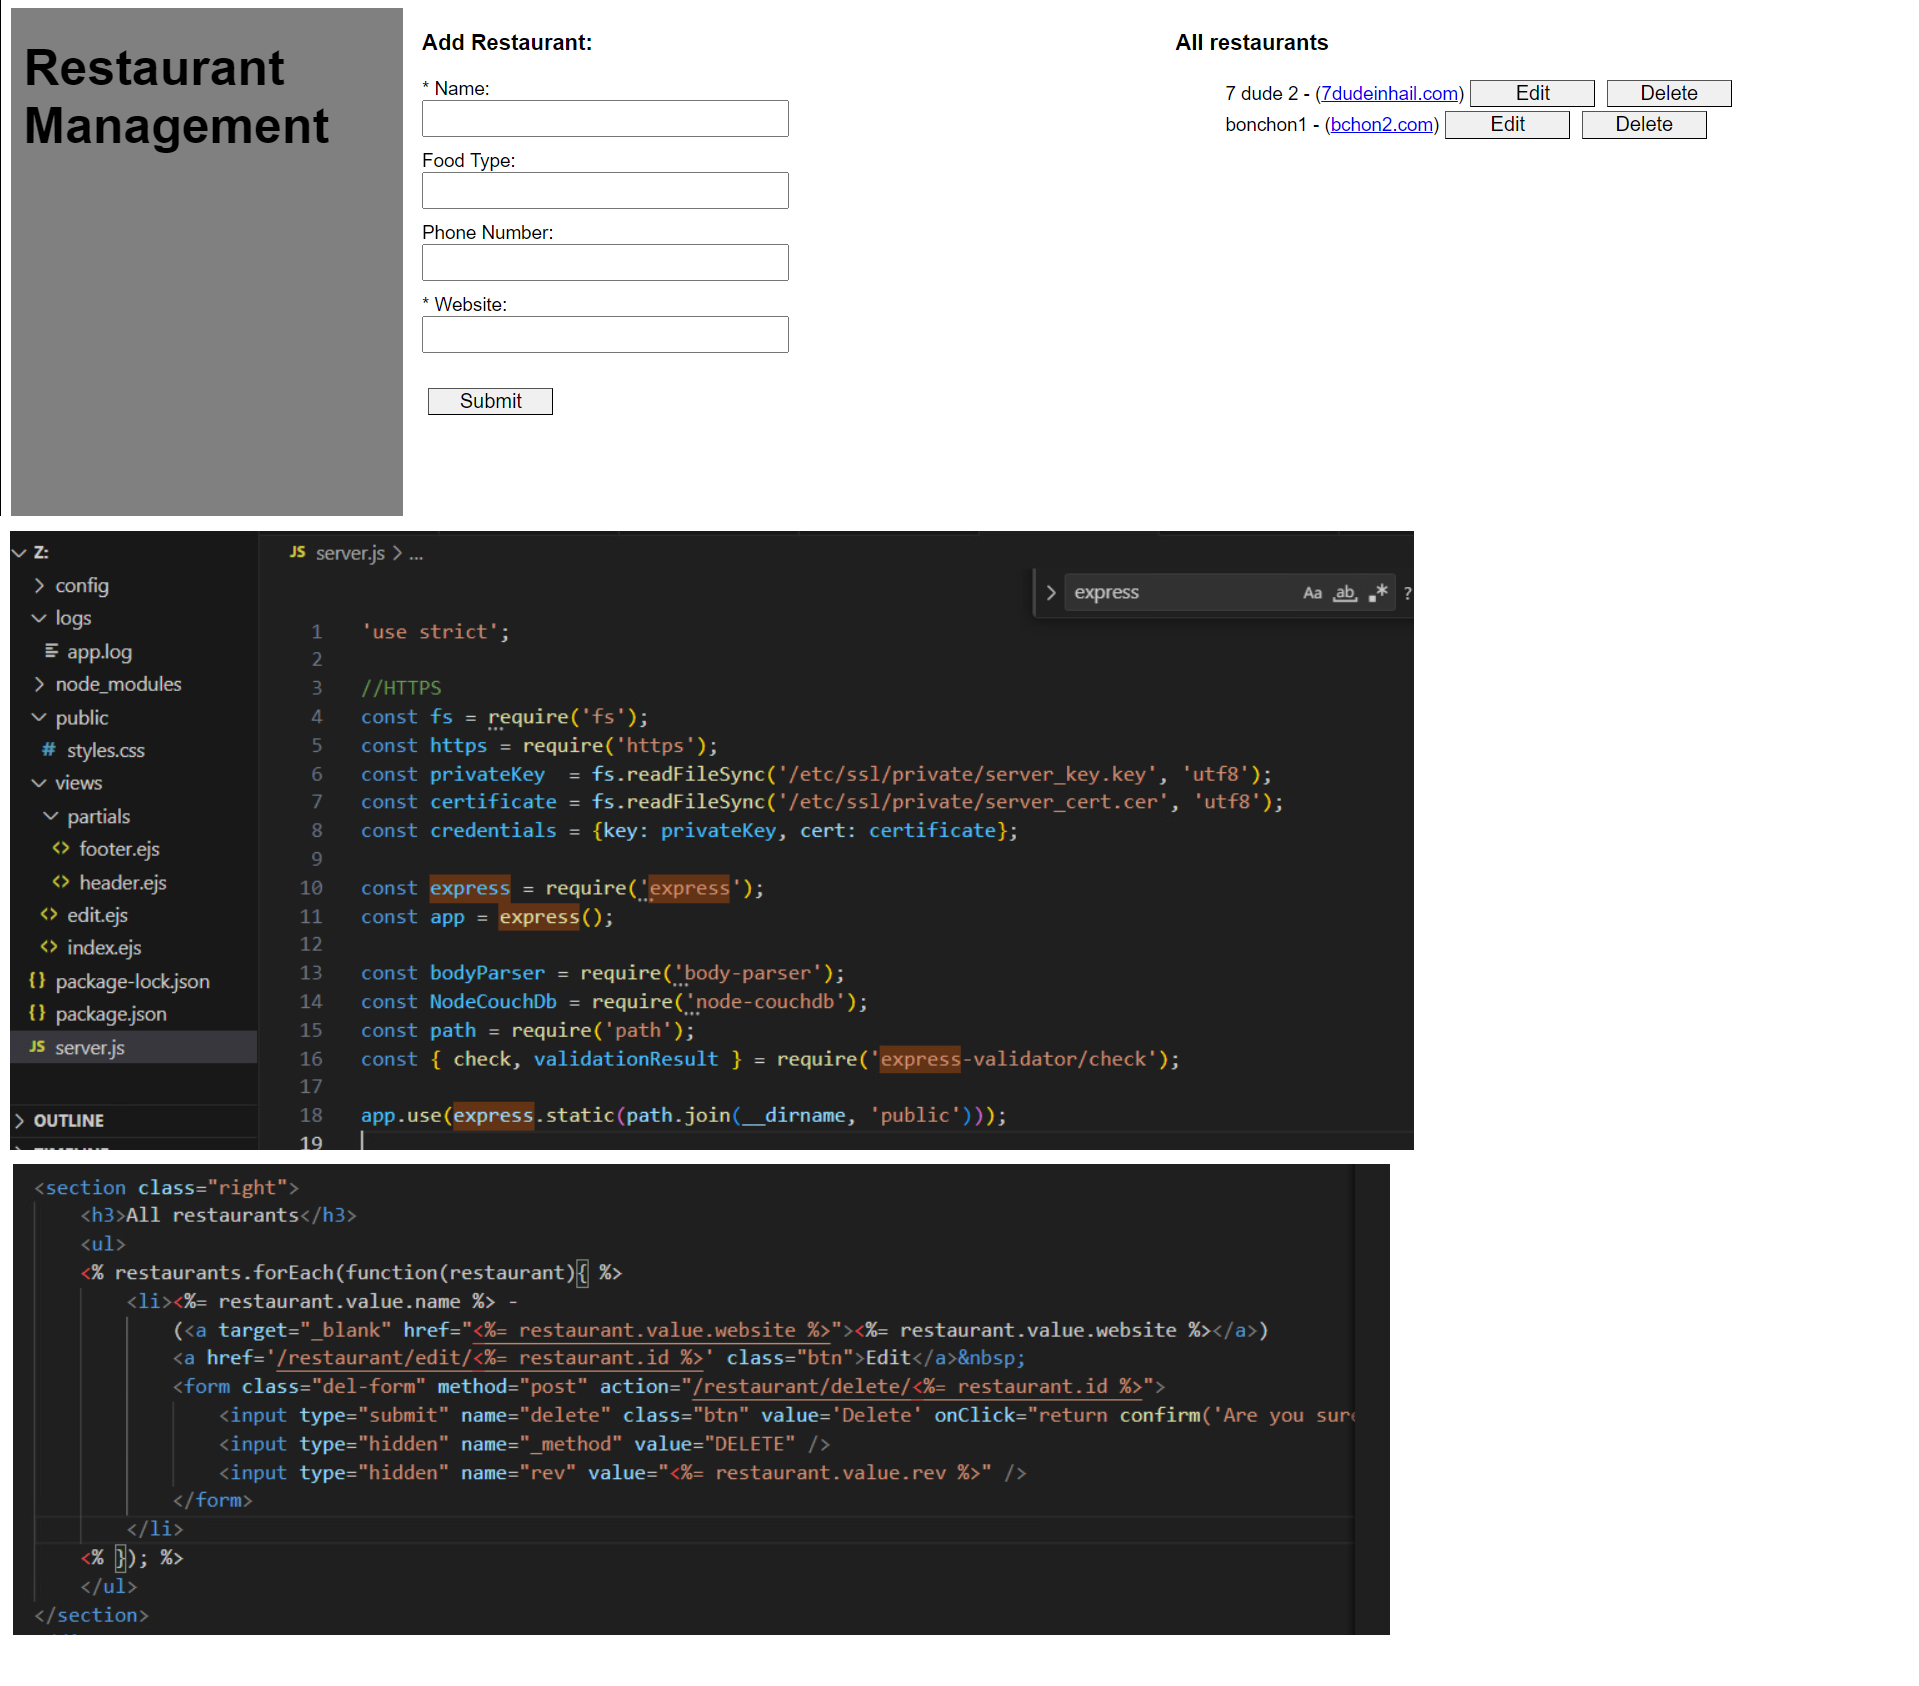 Restaurant
Management
Add Restaurant:
* Name:
Food Type:
Phone Number:
* Website:
Submit
All restaurants
7 dude 2 - (7dudeinhail.com) Edit Delete
bonchon1 - (bchon2.com) Edit Delete
Z:
config
logs
app.log
node_modules
public
# styles.css
views
partials
<> footer.ejs
<> header.ejs
<> edit.ejs
<> index.ejs
{} package-lock.json
{} package.json
JS server.js
OUTLINE
JS server.js > ...
> express Aa ab .* ?
1 'use strict';
2
3 //HTTPS
4 const fs = require('fs');
5 const https = require('https');
6 const privateKey  = fs.readFileSync('/etc/ssl/private/server_key.key', 'utf8');
7 const certificate = fs.readFileSync('/etc/ssl/private/server_cert.cer', 'utf8');
8 const credentials = {key: privateKey, cert: certificate};
9
10 const express = require('express');
11 const app = express();
12
13 const bodyParser = require('body-parser');
14 const NodeCouchDb = require('node-couchdb');
15 const path = require('path');
16 const { check, validationResult } = require('express-validator/check');
17
18 app.use(express.static(path.join(__dirname, 'public')));
19
<section class="right">
<h3>All restaurants</h3>
<ul>
<% restaurants.forEach(function(restaurant){ %>
<li><%= restaurant.value.name %> -
(<a target="_blank" href="<%= restaurant.value.website %>"><%= restaurant.value.website %></a>)
<a href='/restaurant/edit/<%= restaurant.id %>' class="btn">Edit</a>&nbsp;
<form class="del-form" method="post" action="/restaurant/delete/<%= restaurant.id %>">
<input type="submit" name="delete" class="btn" value='Delete' onClick="return confirm('Are you sure
<input type="hidden" name="_method" value="DELETE" />
<input type="hidden" name="rev" value="<%= restaurant.value.rev %>" />
</form>
</li>
<% }); %>
</ul>
</section>